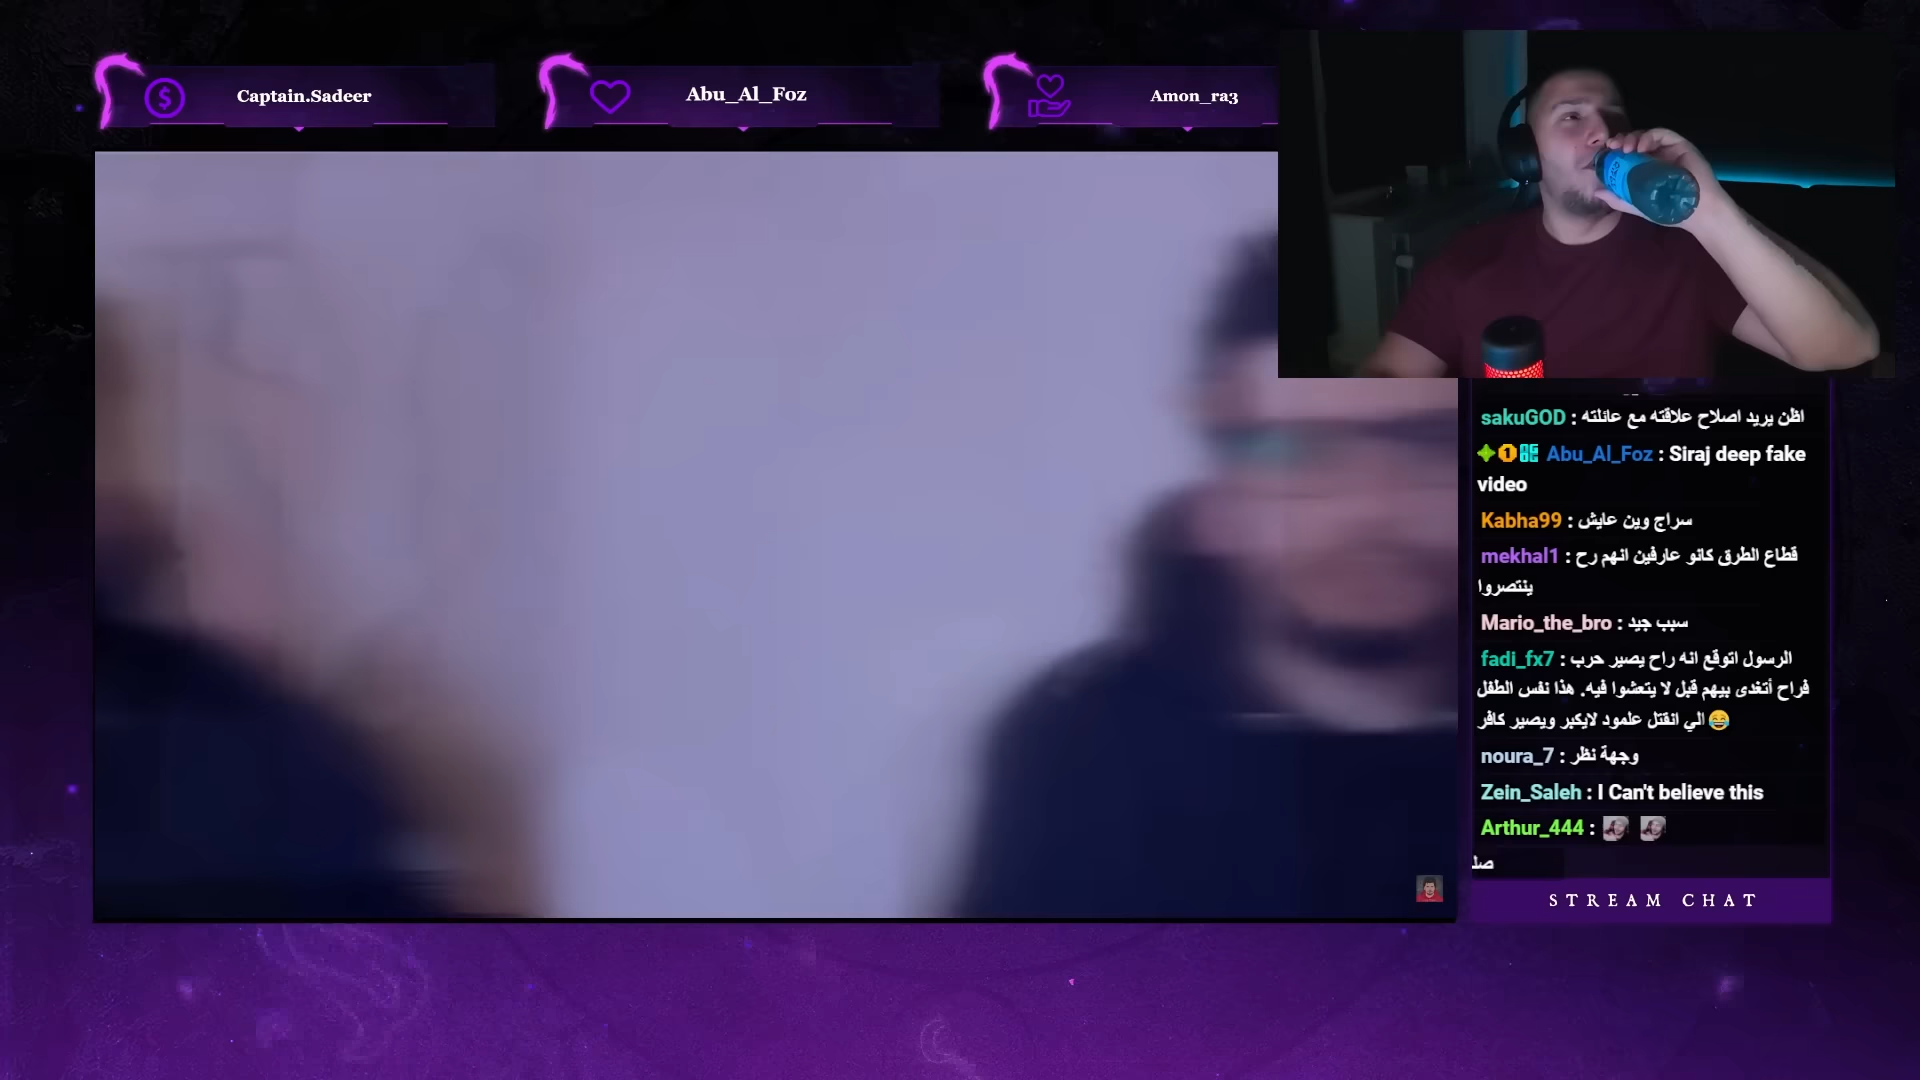 Captain.Sadeer
Abu_Al_Foz
Amon_ra3
sakuGOD : اظن يريد اصلاح علاقته مع عائلته
Abu_Al_Foz : Siraj deep fake
video
Kabha99 : سراج وين عايش
mekhal1 : قطاع الطرق كانو عارفين انهم رح
ينتصروا
Mario_the_bro : سبب جيد
fadi_fx7 : الرسول اتوقع انه راح يصير حرب
فراح أتغدى بيهم قبل لا يتعشوا فيه. هذا نفس الطفل
😂 الي انقتل علمود لايكبر ويصير كافر
noura_7 : وجهة نظر
Zein_Saleh : I Can't believe this
Arthur_444 :
STREAM CHAT